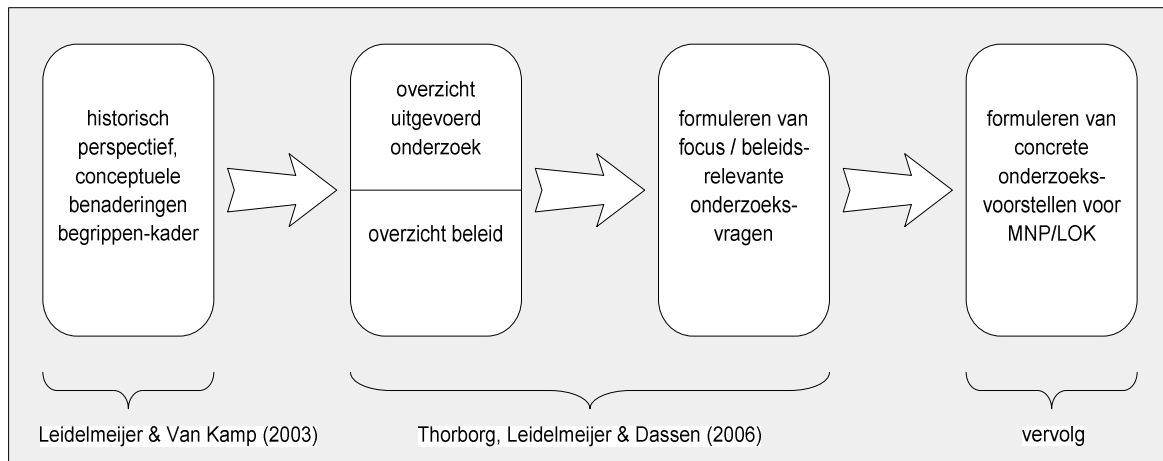 historisch
perspectief,
conceptuele
benaderingen
begrippen-kader
overzicht
uitgevoerd
onderzoek
overzicht beleid
formuleren van
focus / beleids-
relevante
onderzoeks-
vragen
formuleren van
concrete
onderzoeks-
voorstellen voor
MNP/LOK
Leidelmeijer & Van Kamp (2003)
Thorborg, Leidelmeijer & Dassen (2006)
vervolg